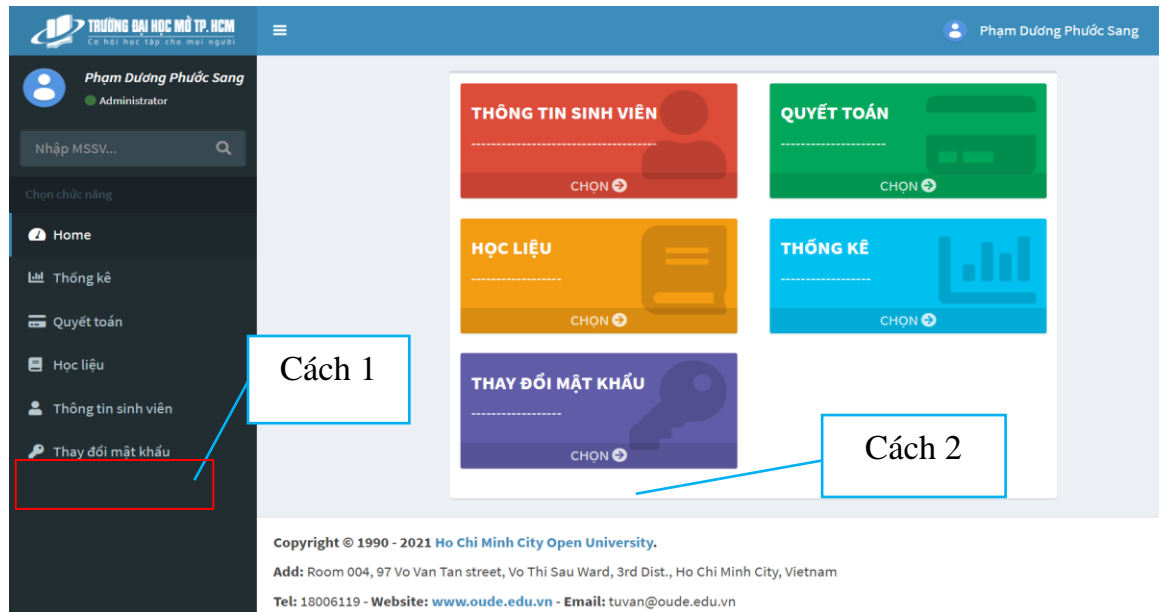 TRƯỜNG ĐẠI HỌC MỞ TP. HCM
Cơ hội học tập cho mọi người
Phạm Dương Phước Sang
Phạm Dương Phước Sang
Administrator
Nhập MSSV...
Chọn chức năng
Home
Thống kê
Quyết toán
Học liệu
Thông tin sinh viên
Thay đổi mật khẩu
THÔNG TIN SINH VIÊN
-------------------------------------
CHỌN
QUYẾT TOÁN
---------------------
CHỌN
HỌC LIỆU
------------------
CHỌN
THỐNG KÊ
------------------
CHỌN
THAY ĐỔI MẬT KHẨU
------------------
CHỌN
Cách 1
Cách 2
Copyright © 1990 - 2021 Ho Chi Minh City Open University.
Add: Room 004, 97 Vo Van Tan street, Vo Thi Sau Ward, 3rd Dist., Ho Chi Minh City, Vietnam
Tel: 18006119 - Website: www.oude.edu.vn - Email: tuvan@oude.edu.vn